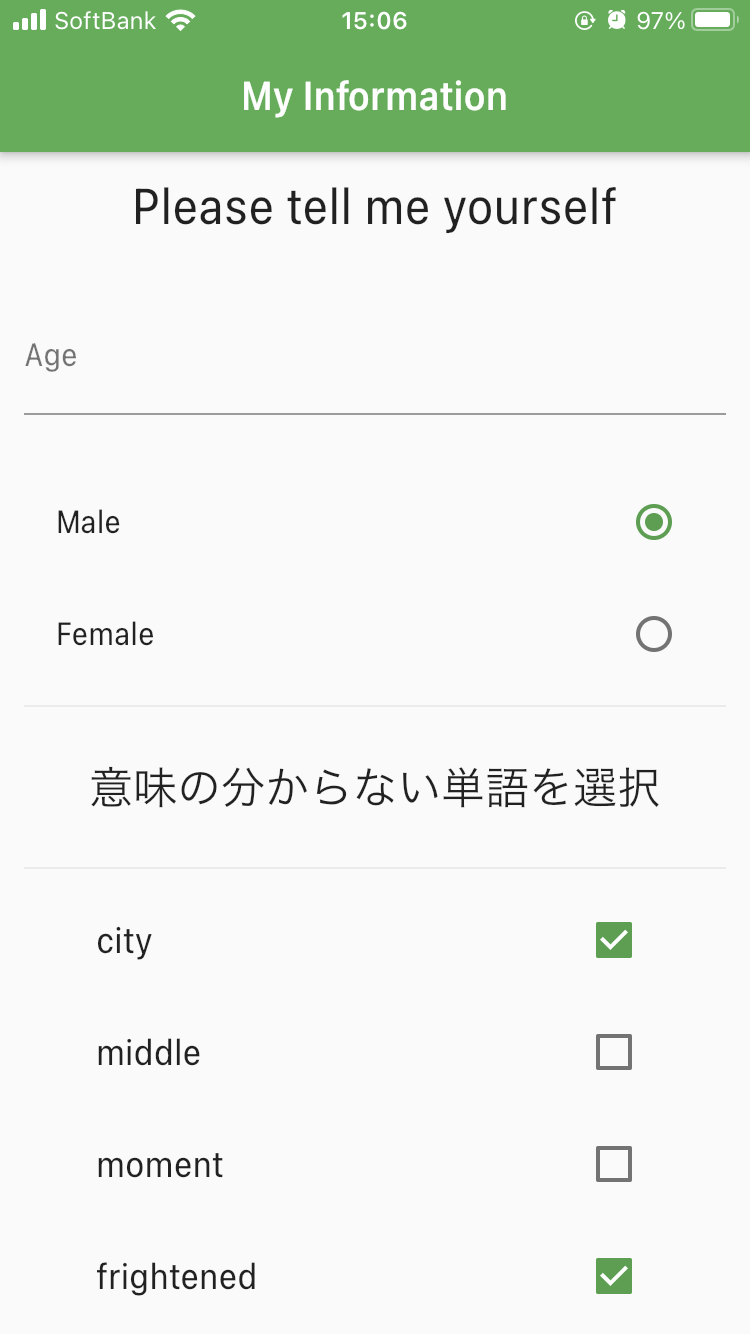 SoftBank 15:06 97%
My Information
Please tell me yourself
Age
Male
Female
意味の分からない単語を選択
city
middle
moment
frightened